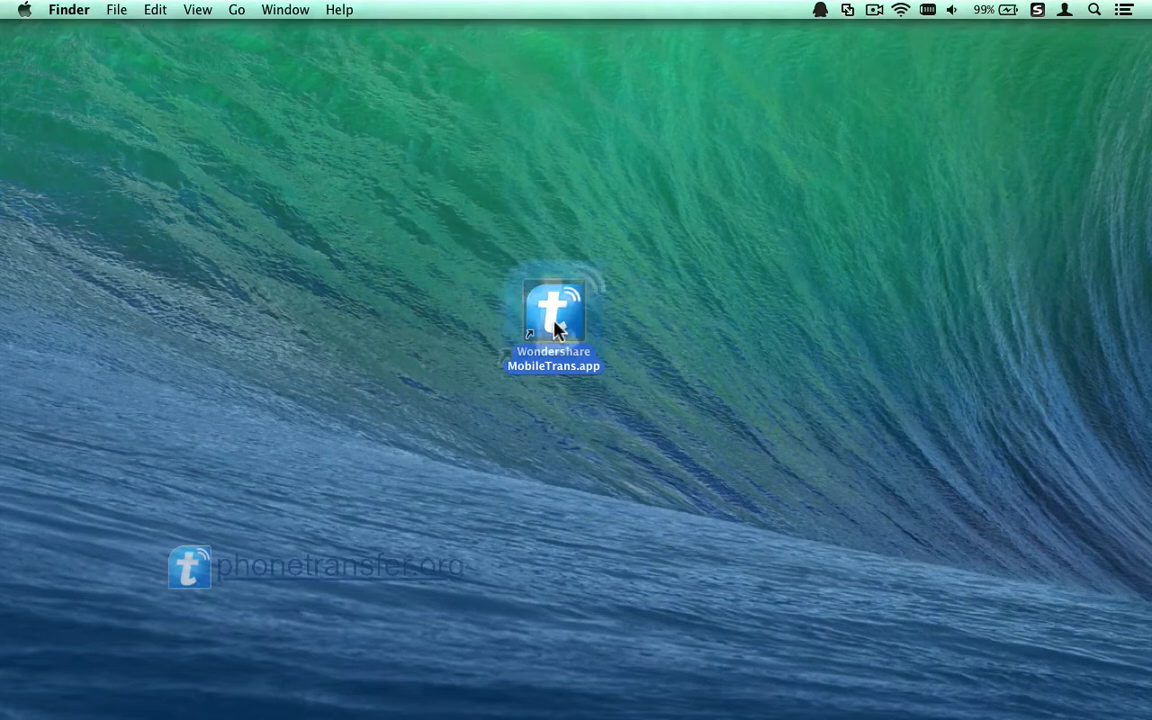 Finder File Edit View Go Window Help 99%
Wondershare
MobileTrans.app
phonetransfer.org